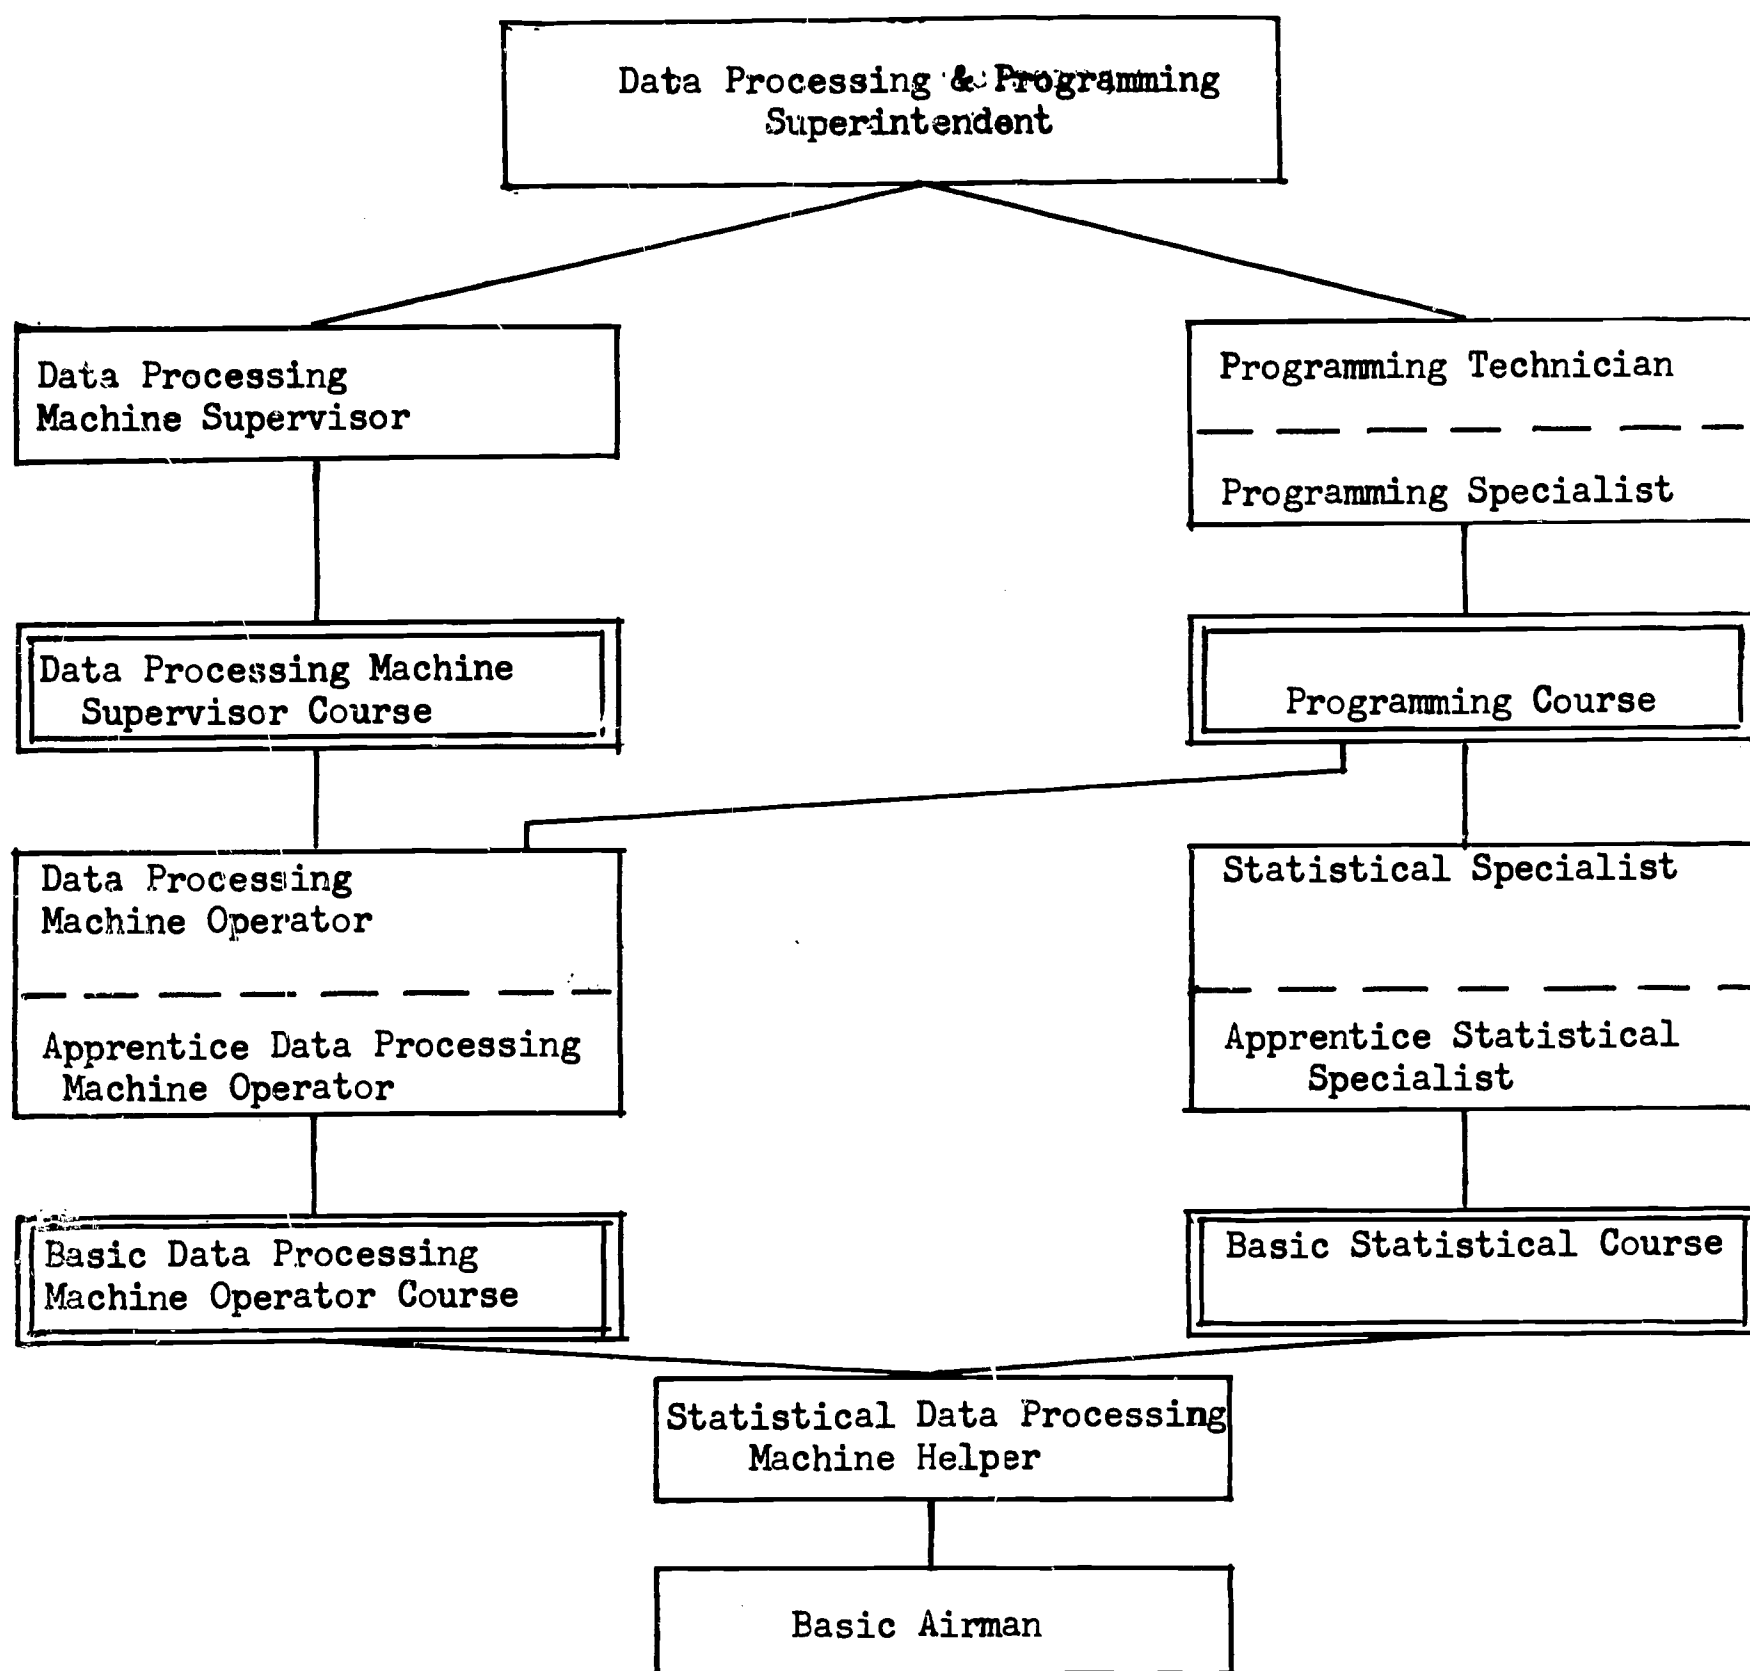 Data Processing & Programming
Superintendent
Data Processing
Machine Supervisor
Programming Technician
Programming Specialist
Data Processing Machine
Supervisor Course
Programming Course
Data Processing
Machine Operator
Apprentice Data Processing
Machine Operator
Statistical Specialist
Apprentice Statistical
Specialist
Basic Data Processing
Machine Operator Course
Basic Statistical Course
Statistical Data Processing
Machine Helper
Basic Airman